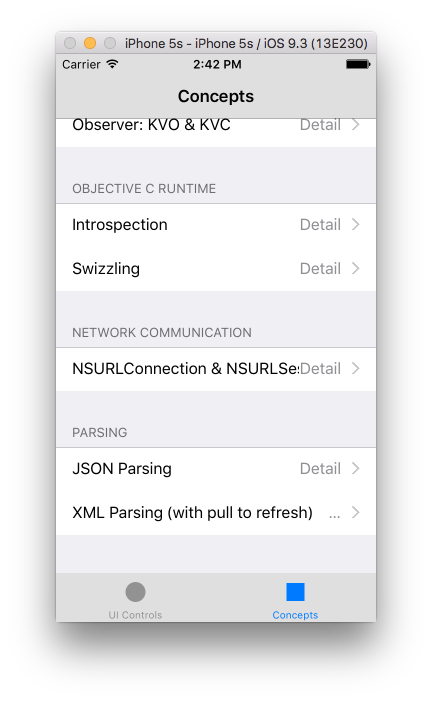 iPhone 5s - iPhone 5s / iOS 9.3 (13E230)
Carrier 2:42 PM
Concepts
Observer: KVO & KVC Detail
OBJECTIVE C RUNTIME
Introspection Detail
Swizzling Detail
NETWORK COMMUNICATION
NSURLConnection & NSURLSes Detail
PARSING
JSON Parsing Detail
XML Parsing (with pull to refresh) ...
UI Controls Concepts